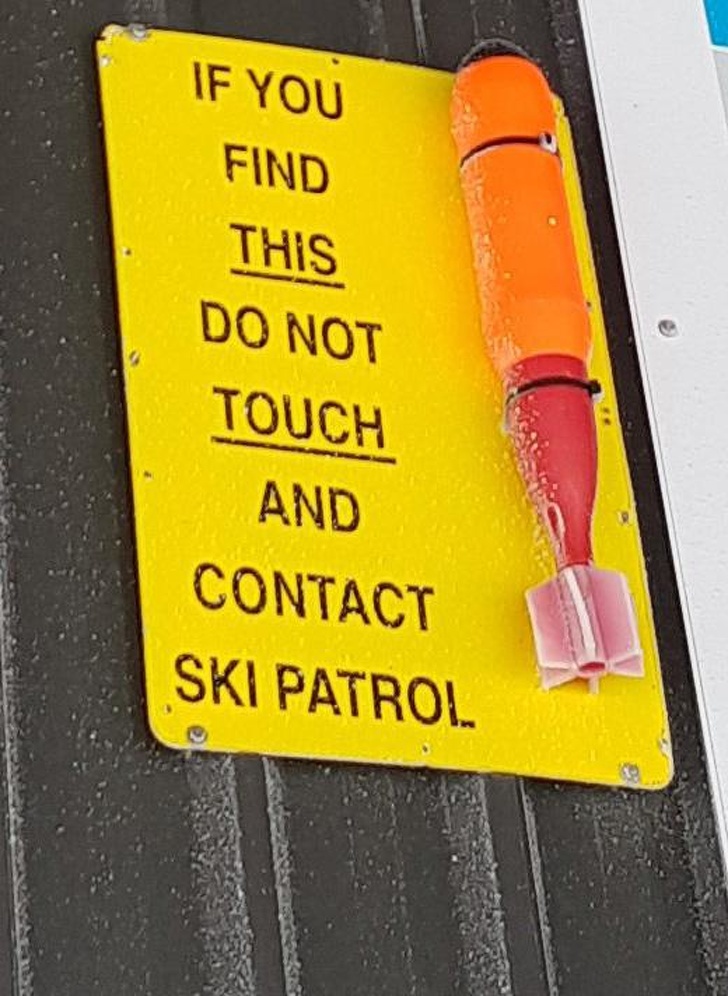 IF YOU
FIND
THIS
DO NOT
TOUCH
AND
CONTACT
SKI PATROL